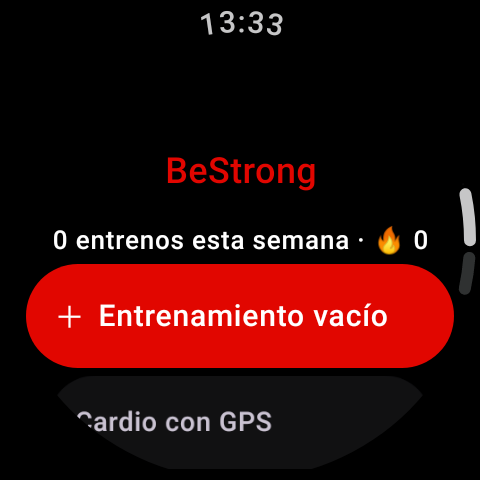 13:33
BeStrong
0 entrenos esta semana · 🔥 0
+ Entrenamiento vacío
Cardio con GPS